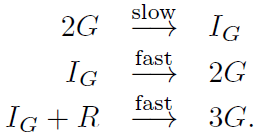 2G slow⟶ I_G
I_G fast⟶ 2G
I_G + R fast⟶ 3G.